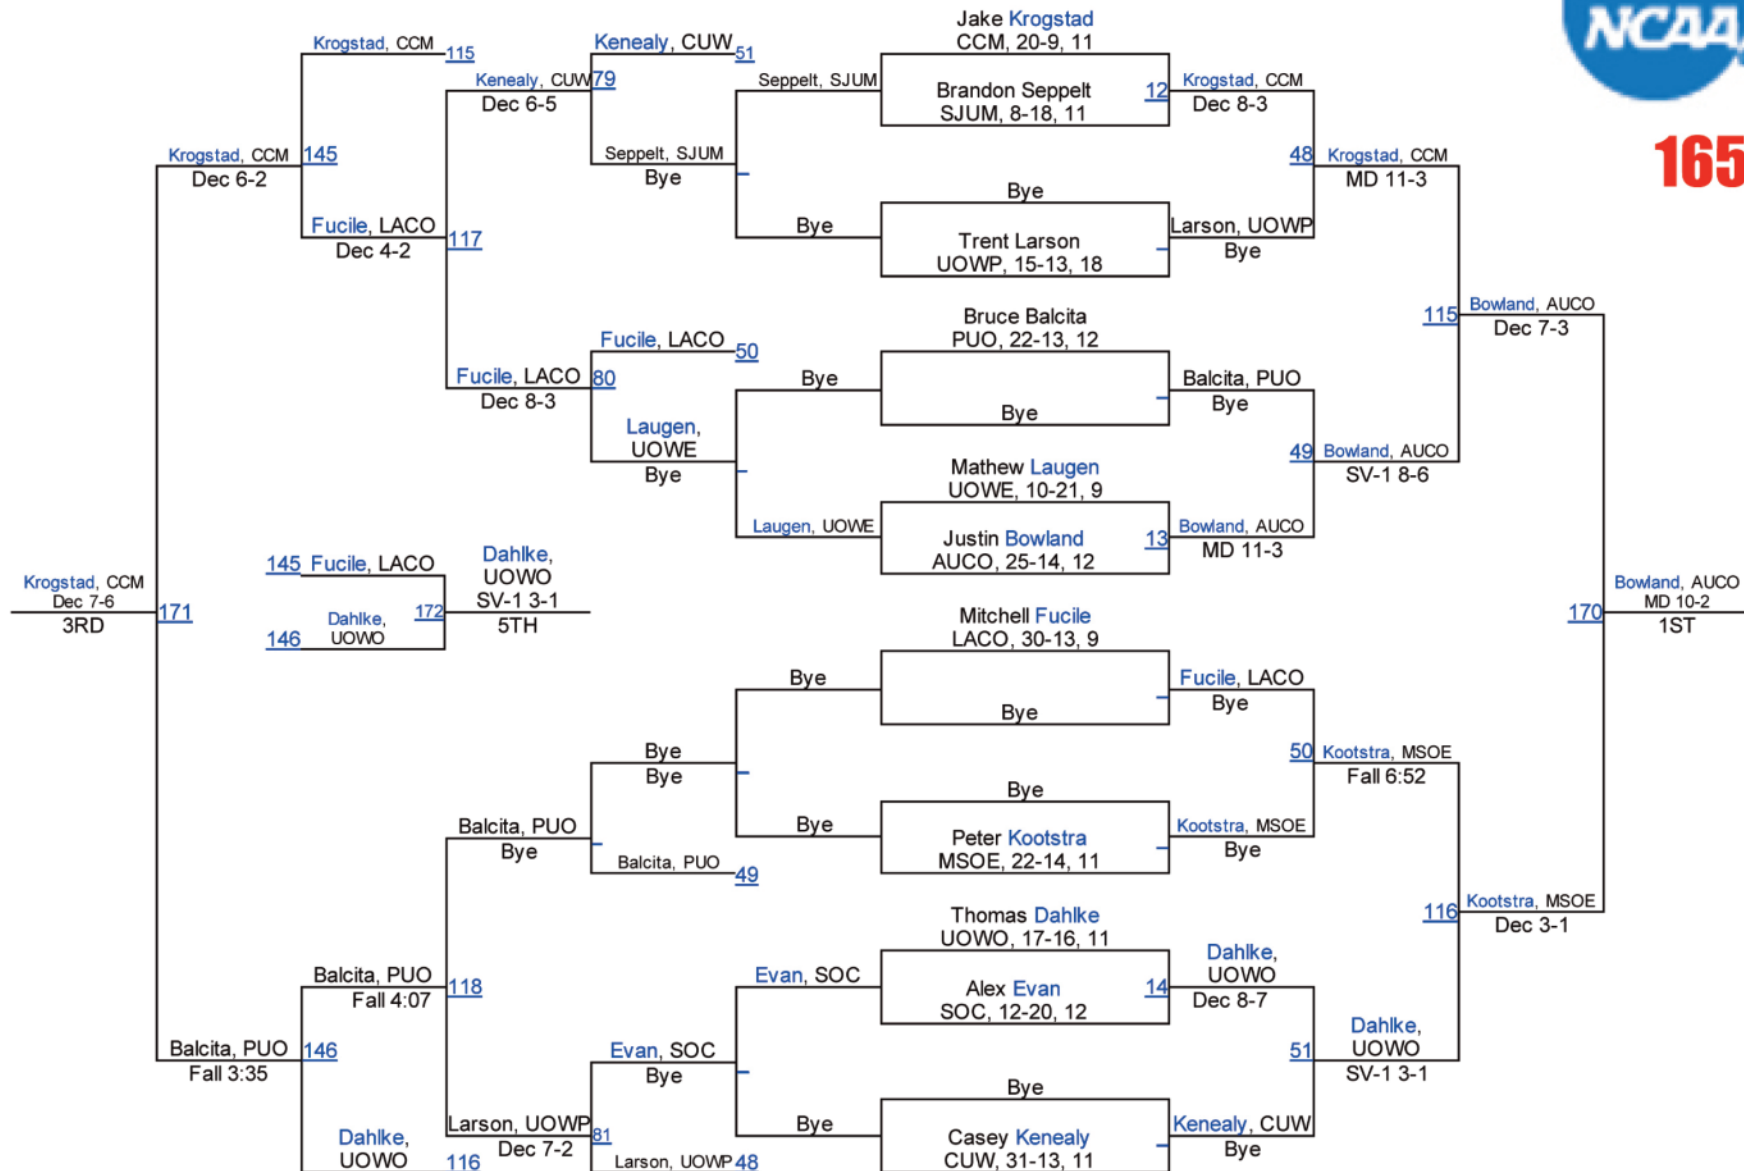 NCAA
165
Krogstad, CCM
115
Kenealy, CUW
51
Kenealy, CUW
79
Dec 6-5
Seppelt, SJUM
Bye
Krogstad, CCM
145
Dec 6-2
Fucile, LACO
Dec 4-2
117
Fucile, LACO
50
Fucile, LACO
80
Dec 8-3
Laugen,
UOWE
Bye
Seppelt, SJUM
Bye
Bye
Laugen, UOWE
Jake Krogstad
CCM, 20-9, 11
Brandon Seppelt
SJUM, 8-18, 11
12
Bye
Trent Larson
UOWP, 15-13, 18
Bruce Balcita
PUO, 22-13, 12
Bye
Mathew Laugen
UOWE, 10-21, 9
Justin Bowland
AUCO, 25-14, 12
13
Krogstad, CCM
Dec 8-3
Larson, UOWP
Bye
Balcita, PUO
Bye
Bowland, AUCO
MD 11-3
48
Krogstad, CCM
MD 11-3
49
Bowland, AUCO
SV-1 8-6
115
Bowland, AUCO
Dec 7-3
Krogstad, CCM
Dec 7-6
3RD
171
145
Fucile, LACO
146
Dahlke,
UOWO
172
Dahlke,
UOWO
SV-1 3-1
5TH
170
Bowland, AUCO
MD 10-2
1ST
Mitchell Fucile
LACO, 30-13, 9
Bye
Bye
Peter Kootstra
MSOE, 22-14, 11
Thomas Dahlke
UOWO, 17-16, 11
Alex Evan
SOC, 12-20, 12
14
Bye
Casey Kenealy
CUW, 31-13, 11
Fucile, LACO
Bye
Kootstra, MSOE
Bye
Dahlke,
UOWO
Dec 8-7
Kenealy, CUW
Bye
50
Kootstra, MSOE
Fall 6:52
51
Dahlke,
UOWO
SV-1 3-1
116
Kootstra, MSOE
Dec 3-1
Bye
Bye
Evan, SOC
Bye
Bye
Bye
Balcita, PUO
49
Balcita, PUO
Bye
Evan, SOC
Bye
Larson, UOWP
48
Larson, UOWP
Dec 7-2
81
Balcita, PUO
Fall 4:07
118
Balcita, PUO
Fall 3:35
146
Dahlke,
UOWO
116